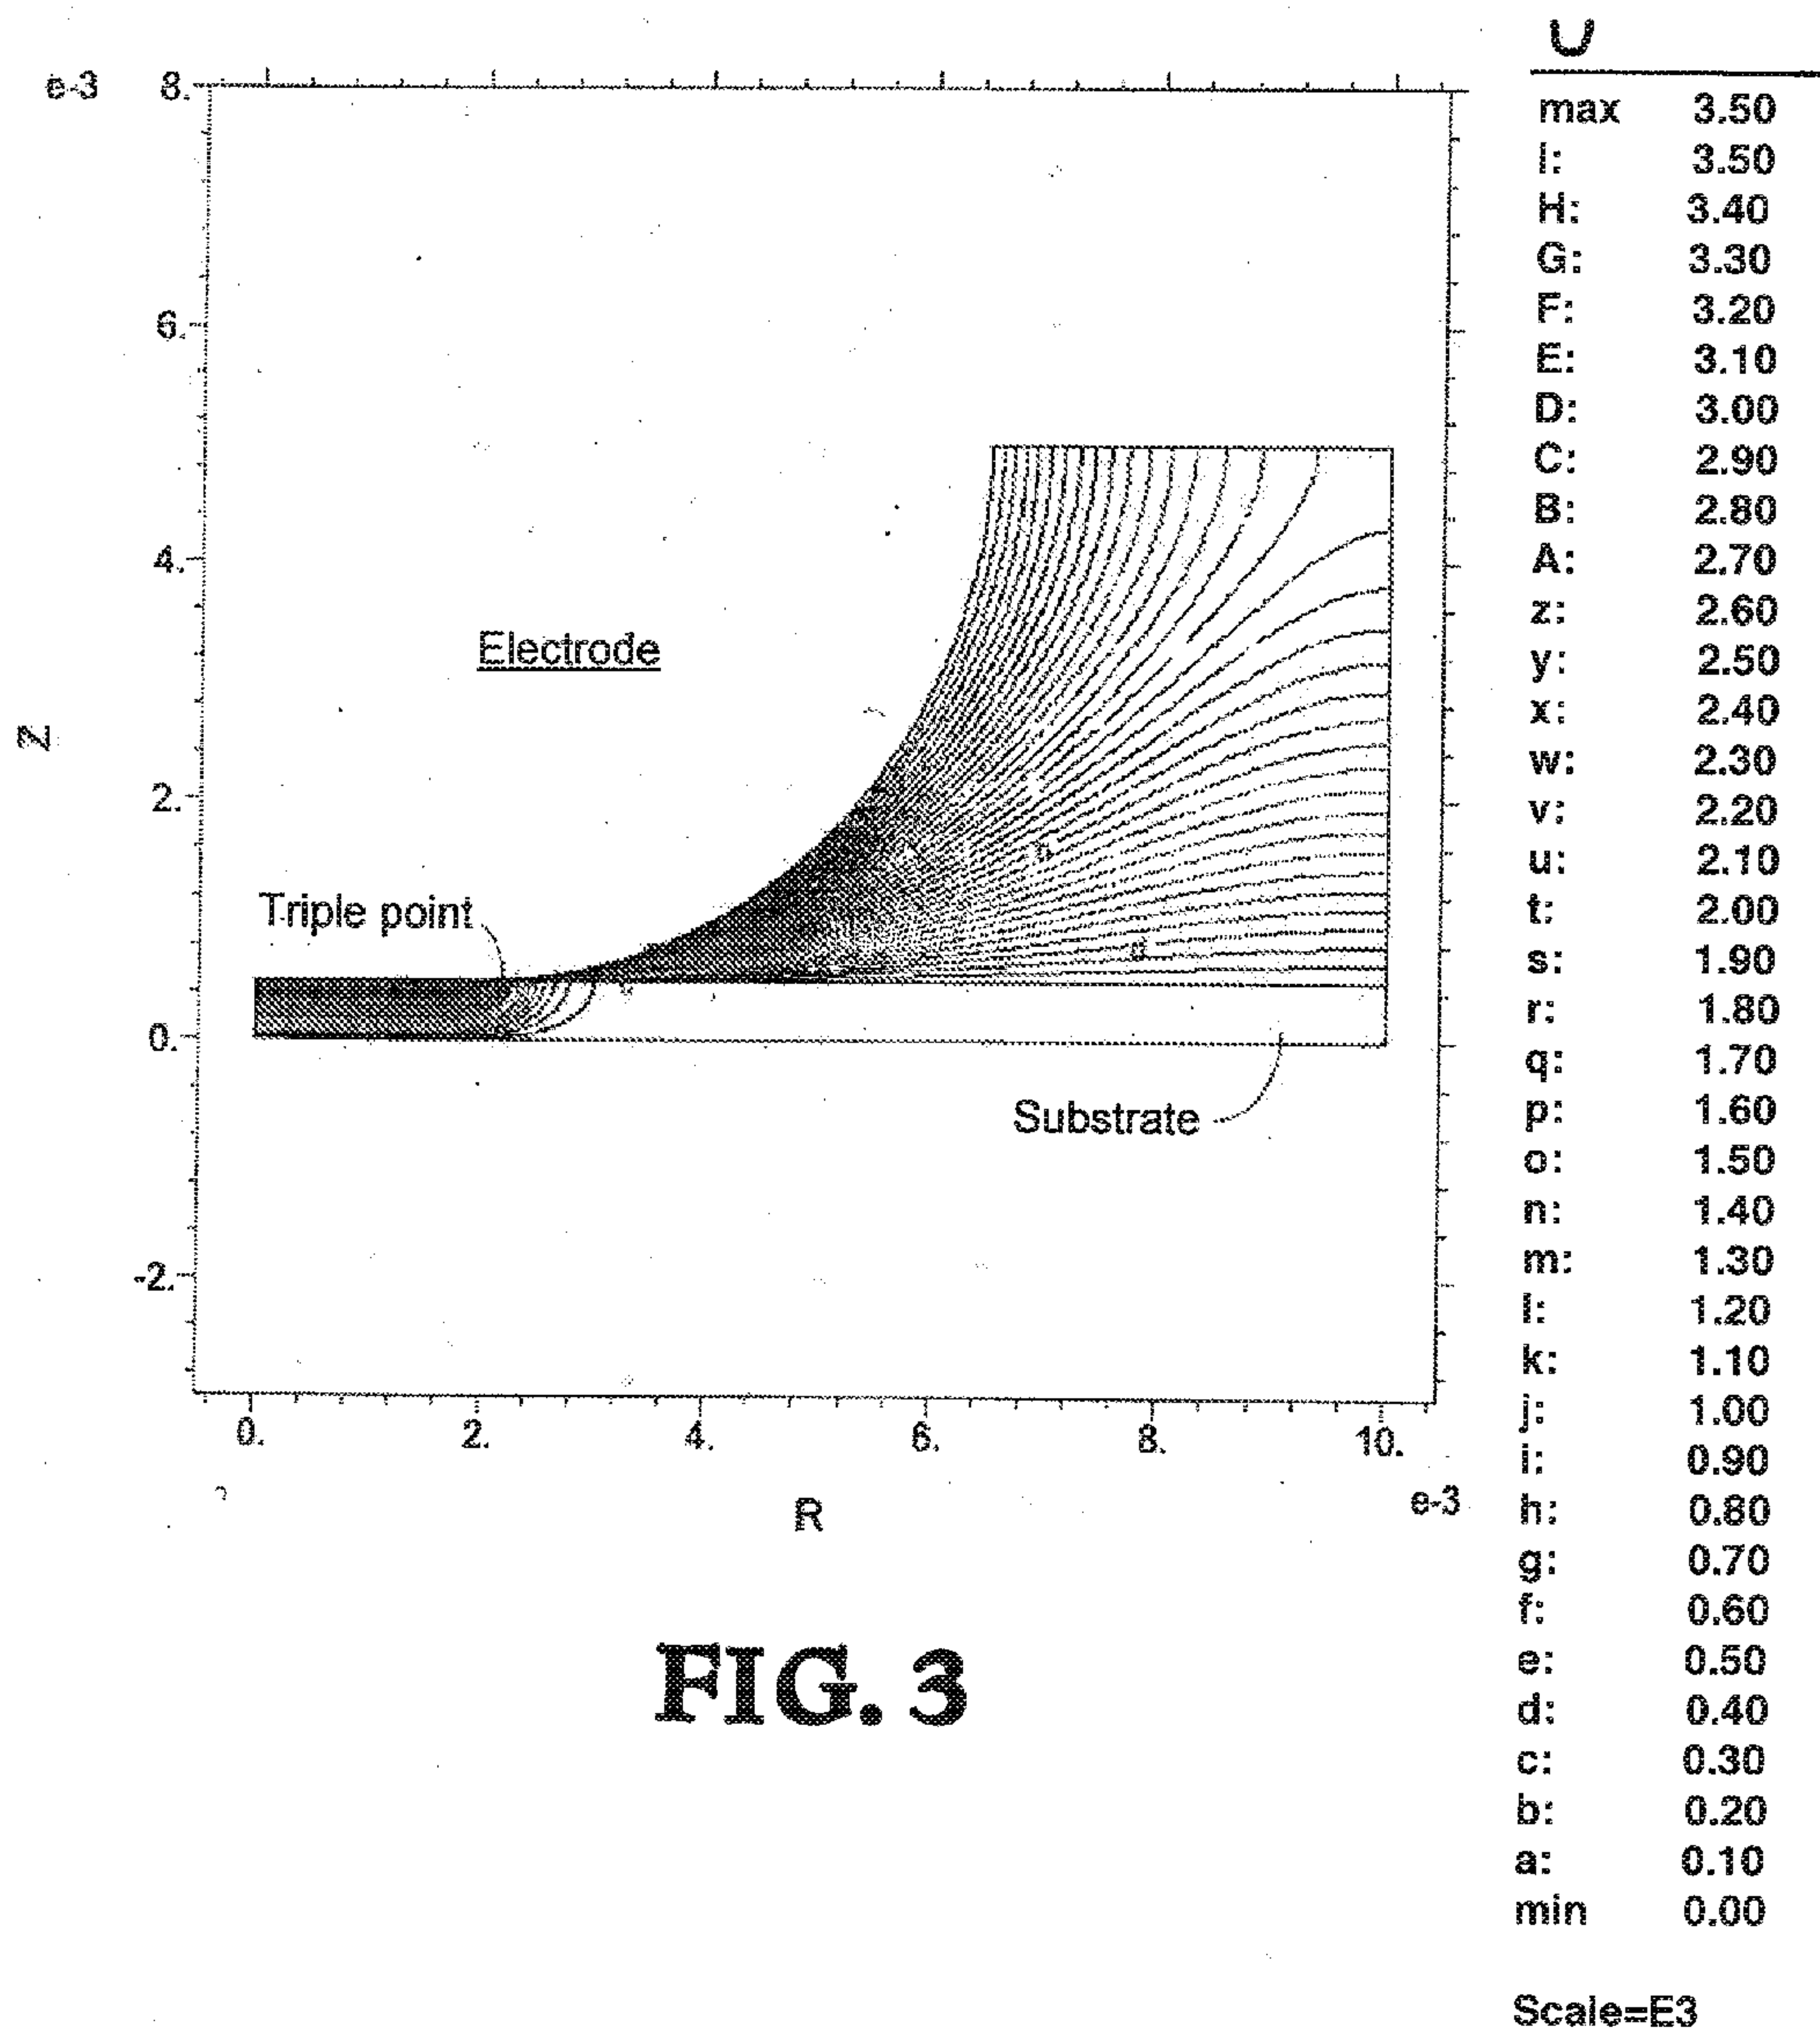 U
e-3
8.
6.
4.
2.
0.
-2.
Z
Electrode
Triple point
Substrate
0. 2. 4. 6. 8. 10.
R
e-3
FIG. 3
max 3.50
I: 3.50
H: 3.40
G: 3.30
F: 3.20
E: 3.10
D: 3.00
C: 2.90
B: 2.80
A: 2.70
z: 2.60
y: 2.50
x: 2.40
w: 2.30
v: 2.20
u: 2.10
t: 2.00
s: 1.90
r: 1.80
q: 1.70
p: 1.60
o: 1.50
n: 1.40
m: 1.30
l: 1.20
k: 1.10
j: 1.00
i: 0.90
h: 0.80
g: 0.70
f: 0.60
e: 0.50
d: 0.40
c: 0.30
b: 0.20
a: 0.10
min 0.00
Scale=E3